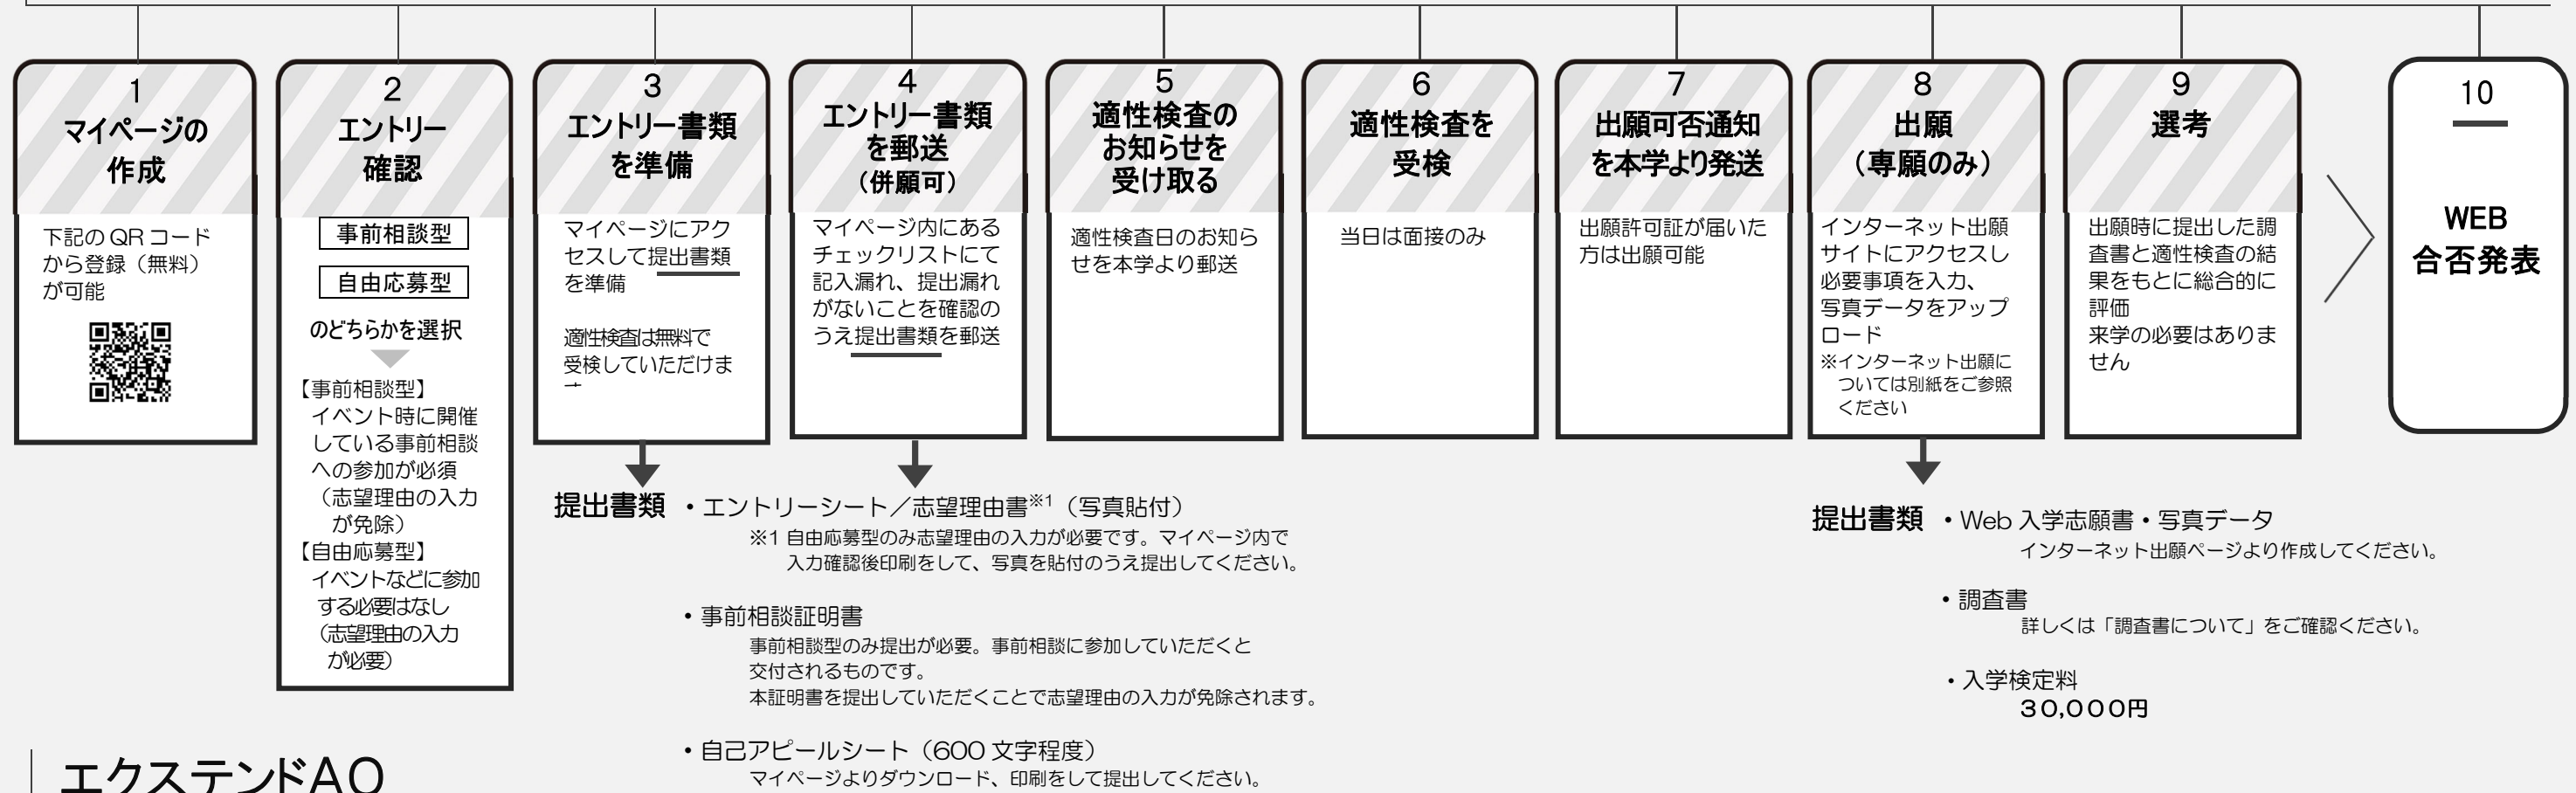 1
マイページの
作成
下記のQRコード
から登録（無料）
が可能
2
エントリー
確認
事前相談型
自由応募型
のどちらかを選択
【事前相談型】
イベント時に開催
している事前相談
への参加が必須
（志望理由の入力
が免除）
【自由応募型】
イベントなどに参加
する必要はなし
（志望理由の入力
が必要）
3
エントリー書類
を準備
マイページにアク
セスして提出書類
を準備
適性検査は無料で
受検していただけま
4
エントリー書類
を郵送
（併願可）
マイページ内にある
チェックリストにて
記入漏れ、提出漏れ
がないことを確認の
うえ提出書類を郵送
5
適性検査の
お知らせを
受け取る
適性検査日のお知ら
せを本学より郵送
6
適性検査を
受検
当日は面接のみ
7
出願可否通知
を本学より発送
出願許可証が届いた
方は出願可能
8
出願
（専願のみ）
インターネット出願
サイトにアクセスし
必要事項を入力、
写真データをアップ
ロード
※インターネット出願に
ついては別紙をご参照
ください
9
選考
出願時に提出した調
査書と適性検査の結
果をもとに総合的に
評価
来学の必要はありま
せん
10
WEB
合否発表
提出書類
・エントリーシート／志望理由書※1（写真貼付）
※1 自由応募型のみ志望理由の入力が必要です。マイページ内で
入力確認後印刷をして、写真を貼付のうえ提出してください。
・事前相談証明書
事前相談型のみ提出が必要。事前相談に参加していただくと
交付されるものです。
本証明書を提出していただくことで志望理由の入力が免除されます。
・自己アピールシート（600文字程度）
マイページよりダウンロード、印刷をして提出してください。
提出書類
・Web入学志願書・写真データ
インターネット出願ページより作成してください。
・調査書
詳しくは「調査書について」をご確認ください。
・入学検定料
30,000円
エクステンドAO